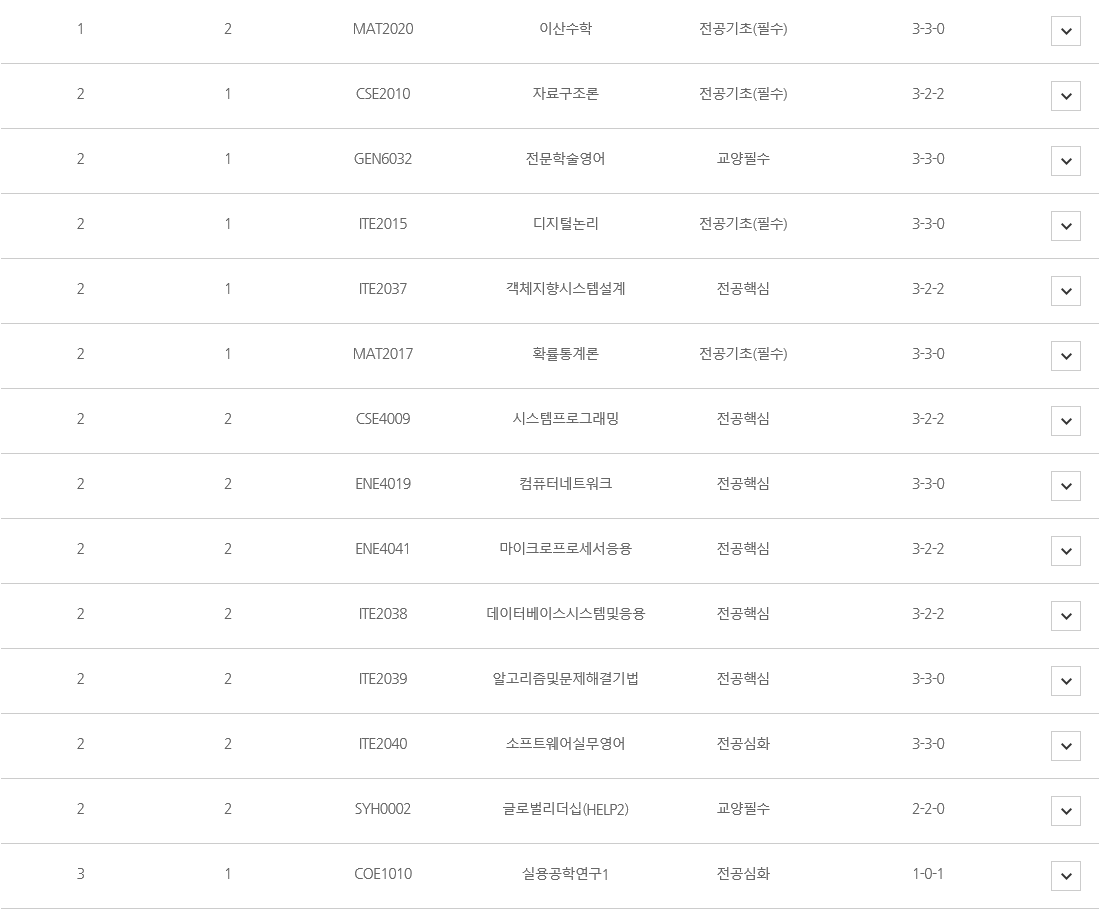 1 2 MAT2020 이산수학 전공기초(필수) 3-3-0
2 1 CSE2010 자료구조론 전공기초(필수) 3-2-2
2 1 GEN6032 전문학술영어 교양필수 3-3-0
2 1 ITE2015 디지털논리 전공기초(필수) 3-3-0
2 1 ITE2037 객체지향시스템설계 전공핵심 3-2-2
2 1 MAT2017 확률통계론 전공기초(필수) 3-3-0
2 2 CSE4009 시스템프로그래밍 전공핵심 3-2-2
2 2 ENE4019 컴퓨터네트워크 전공핵심 3-3-0
2 2 ENE4041 마이크로프로세서응용 전공핵심 3-2-2
2 2 ITE2038 데이터베이스시스템및응용 전공핵심 3-2-2
2 2 ITE2039 알고리즘및문제해결기법 전공핵심 3-3-0
2 2 ITE2040 소프트웨어실무영어 전공심화 3-3-0
2 2 SYH0002 글로벌리더십(HELP2) 교양필수 2-2-0
3 1 COE1010 실용공학연구1 전공심화 1-0-1